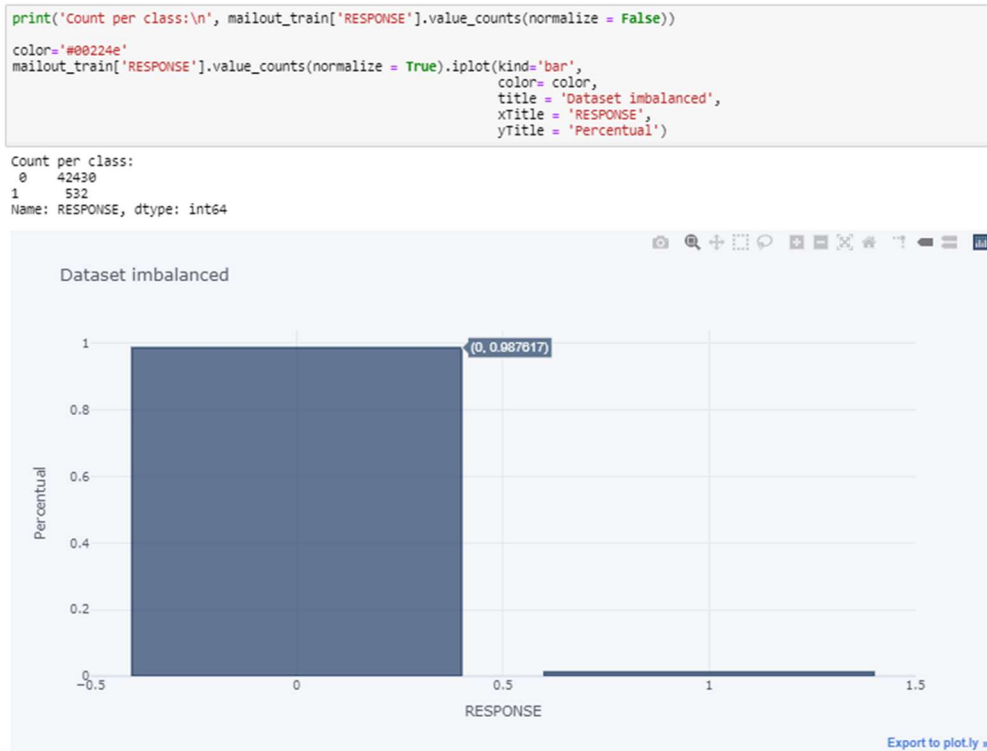 print('Count per class:\n', mailout_train['RESPONSE'].value_counts(normalize = False))
color='#00224e'
mailout_train['RESPONSE'].value_counts(normalize = True).iplot(kind='bar',
color= color,
title = 'Dataset imbalanced',
xTitle = 'RESPONSE',
yTitle = 'Percentual')
Count per class:
0 42430
1 532
Name: RESPONSE, dtype: int64
Dataset imbalanced
1
(0, 0.987617)
0.8
0.6
0.4
0.2
0
Percentual
−0.5 0 0.5 1 1.5
RESPONSE
Export to plot.ly »